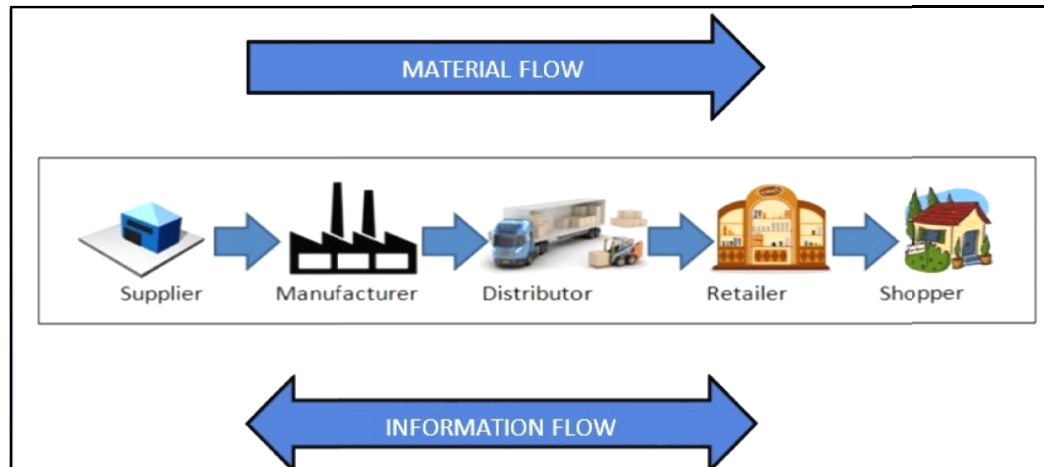 MATERIAL FLOW
Supplier Manufacturer Distributor Retailer Shopper
INFORMATION FLOW